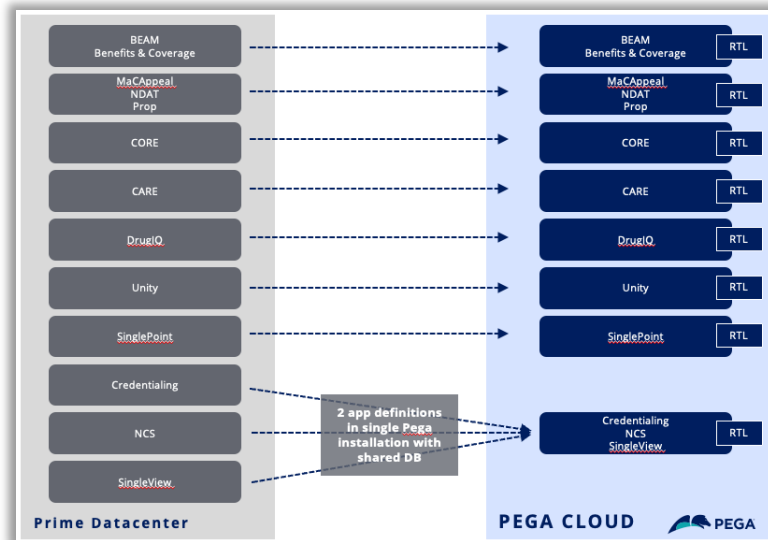 BEAM
Benefits & Coverage
MaCAppeal
NDAT
Prop
CORE
CARE
DrugIQ
Unity
SinglePoint
Credentialing
NCS
SingleView
Prime Datacenter
2 app definitions
in single Pega
installation with
shared DB
BEAM
Benefits & Coverage
RTL
MaCAppeal
NDAT
Prop
RTL
CORE
RTL
CARE
RTL
DrugIQ
RTL
Unity
RTL
SinglePoint
RTL
Credentialing
NCS
SingleView
RTL
PEGA CLOUD
PEGA